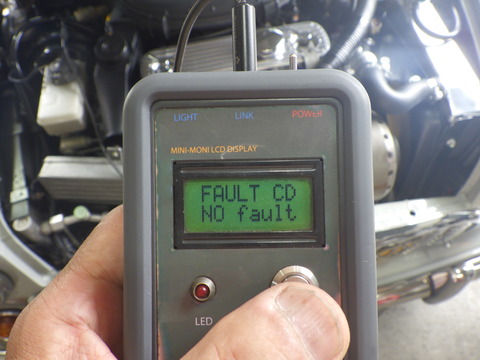 LIGHT LINK POWER
MINI-MONI LCD DISPLAY
FAULT CD
NO fault
LED